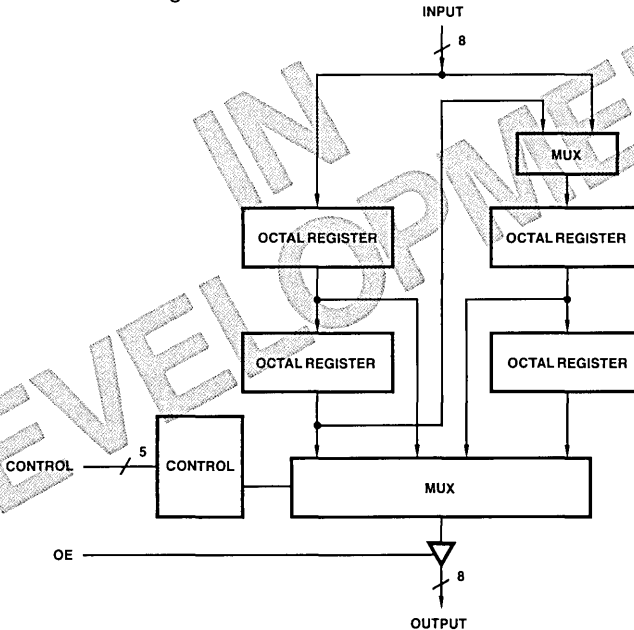 INPUT
8
MUX
OCTAL REGISTER
OCTAL REGISTER
OCTAL REGISTER
OCTAL REGISTER
CONTROL
5
CONTROL
MUX
OE
8
OUTPUT
IN
EVELOPME